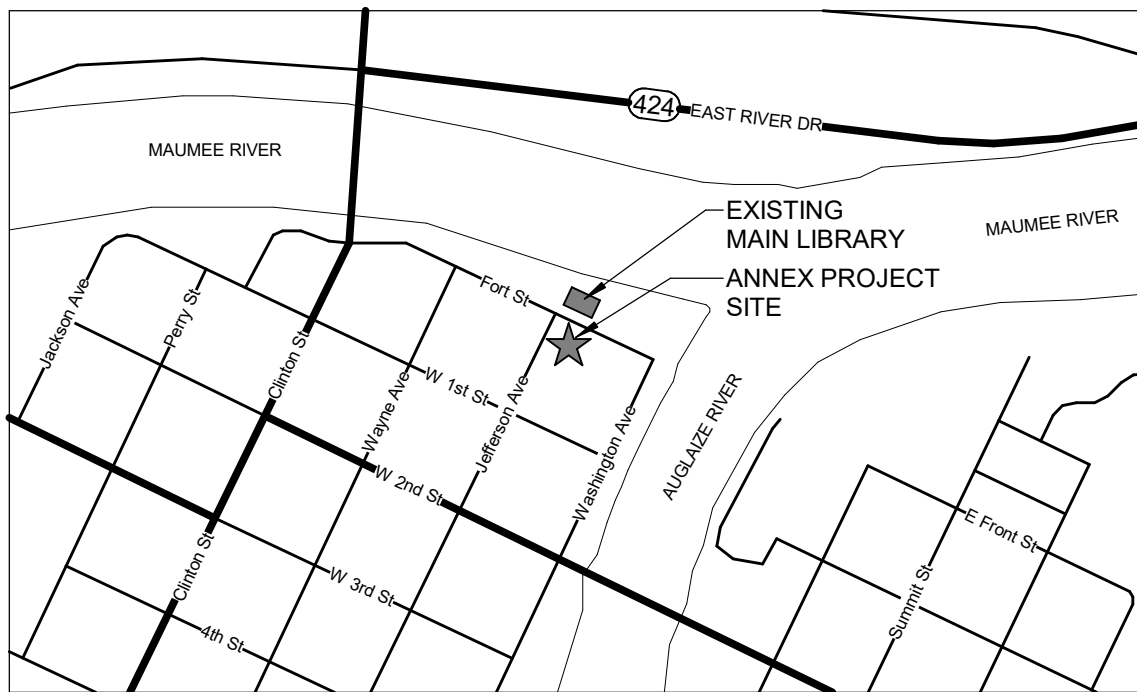 424
EAST RIVER DR
MAUMEE RIVER
EXISTING
MAIN LIBRARY
MAUMEE RIVER
ANNEX PROJECT
SITE
Fort St
Jackson Ave
Perry St
Clinton St
Wayne Ave
W 1st St
Jefferson Ave
Washington Ave
AUGLAIZE RIVER
W 2nd St
E Front St
Clinton St
W 3rd St
Summit St
4th St